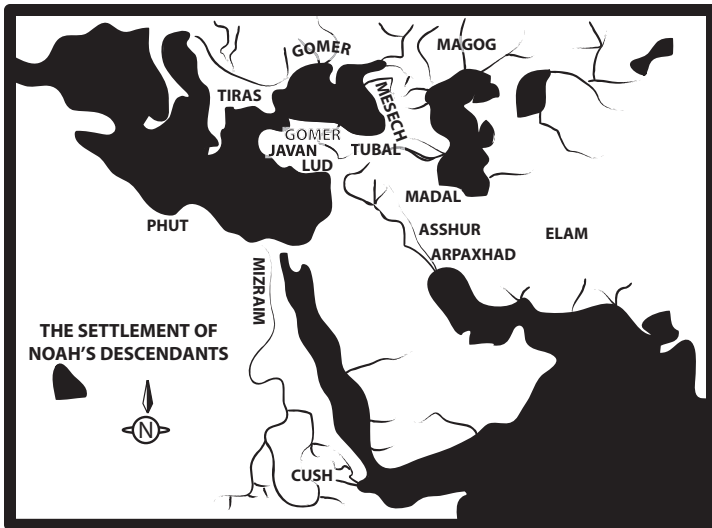 GOMER
MAGOG
TIRAS
MESECH
GOMER
JAVAN
TUBAL
LUD
MADAL
PHUT
ASSHUR
ELAM
ARPAXHAD
MIZRAIM
THE SETTLEMENT OF
NOAH'S DESCENDANTS
N
CUSH